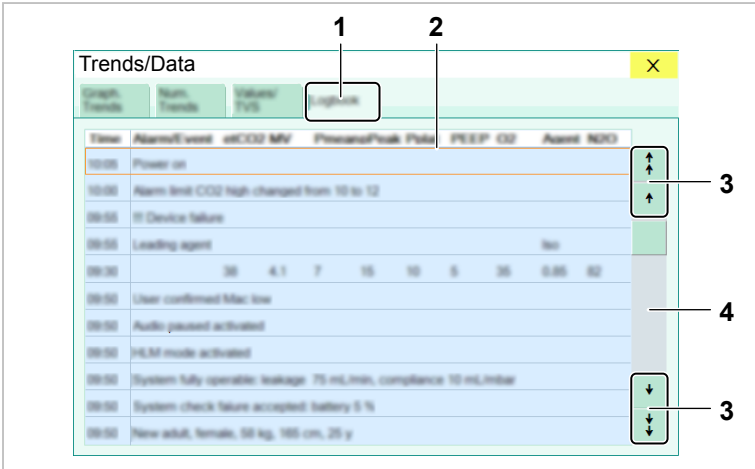 1 2
Trends/Data X
Graph. Num. Values/ Logbook
Trends Trends TVS
Time Alarm/Event etCO2 MV Pmean Peak Plat PEEP O2 Agent N2O
10:05 Power on
3
10:00 Alarm limit CO2 high changed from 10 to 12
09:55 !!! Device failure
09:55 Leading agent Iso
09:30 38 4.1 7 15 10 5 35 0.85 82
09:50 User confirmed Mac low
4
09:50 Audio paused activated
09:50 HLM mode activated
09:50 System fully operable: leakage 75 mL/min, compliance 10 mL/mbar
09:50 System check failure accepted: battery 5 %
3
09:50 New adult, female, 58 kg, 165 cm, 25 y